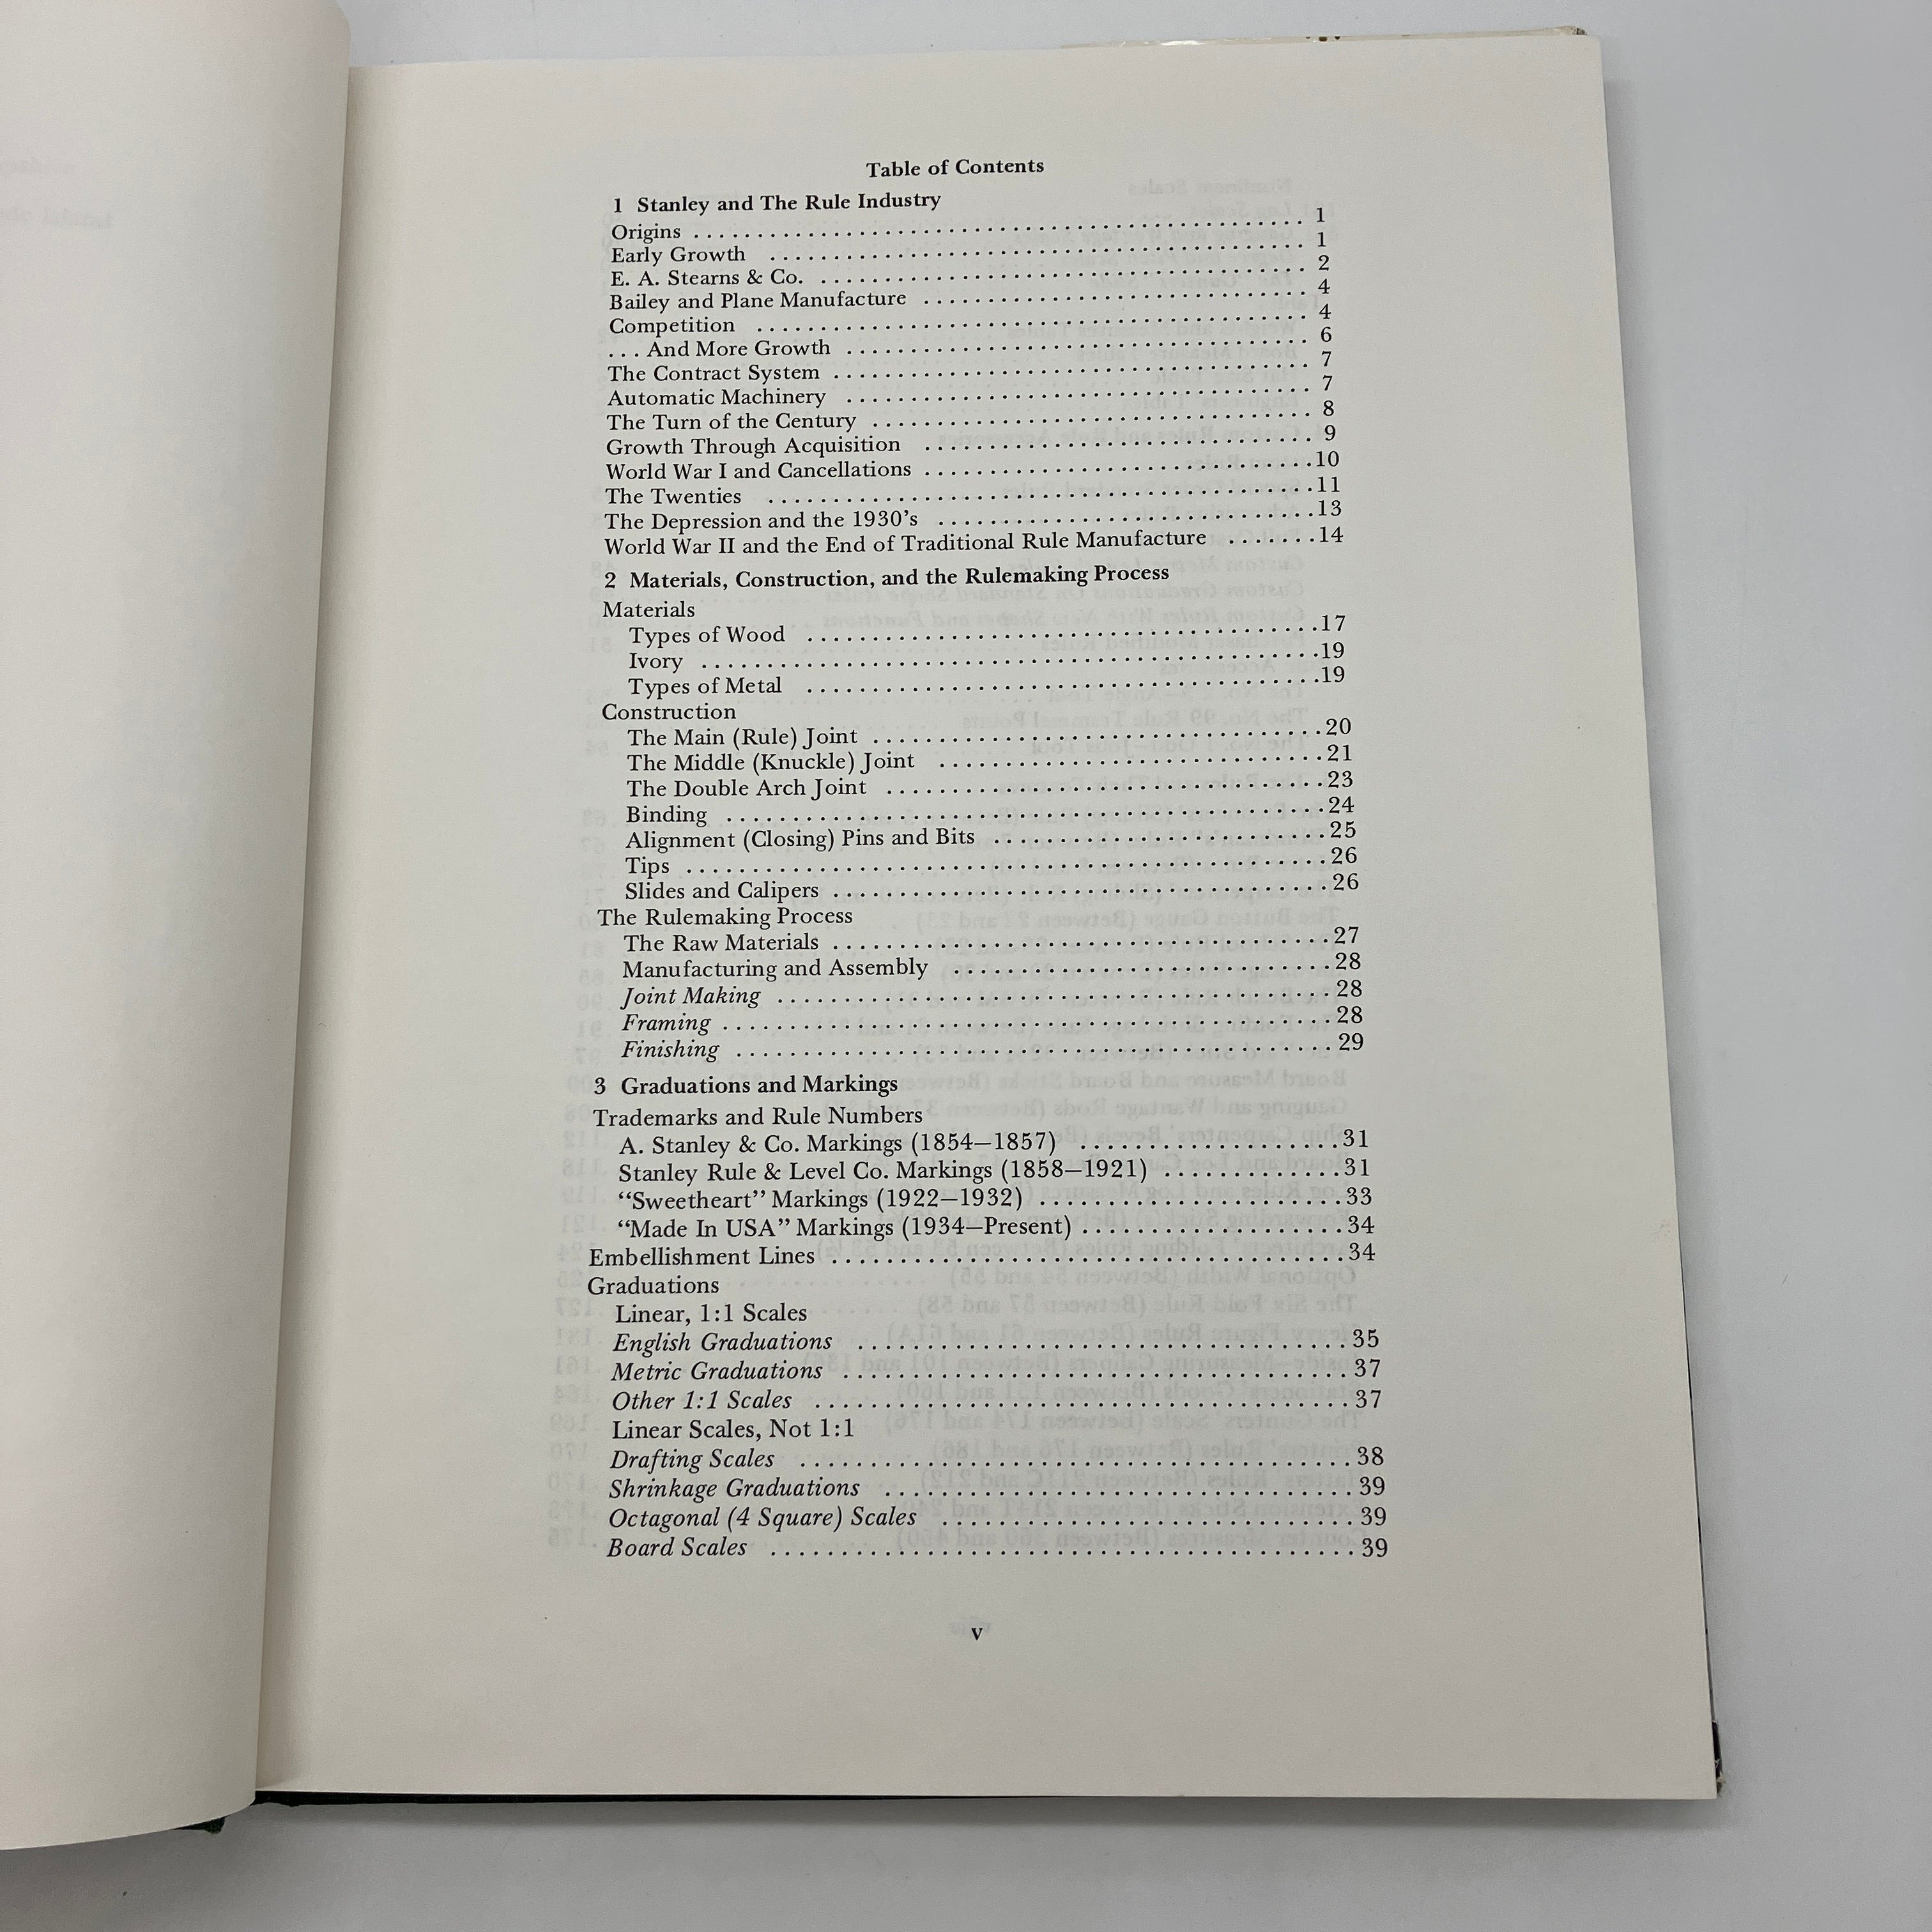 Table of Contents
1 Stanley and The Rule Industry
Origins . . . . . . . . . . 1
Early Growth . . . . . . . . . . 1
E. A. Stearns & Co. . . . . . . . . . . 2
Bailey and Plane Manufacture . . . . . . . . . . 4
Competition . . . . . . . . . . 4
. . . And More Growth . . . . . . . . . . 6
The Contract System . . . . . . . . . . 7
Automatic Machinery . . . . . . . . . . 7
The Turn of the Century . . . . . . . . . . 8
Growth Through Acquisition . . . . . . . . . . 9
World War I and Cancellations . . . . . . . . . . 10
The Twenties . . . . . . . . . . 11
The Depression and the 1930's . . . . . . . . . . 13
World War II and the End of Traditional Rule Manufacture . . . . . . . 14
2 Materials, Construction, and the Rulemaking Process
Materials
Types of Wood . . . . . . . . . . 17
Ivory . . . . . . . . . . 19
Types of Metal . . . . . . . . . . 19
Construction
The Main (Rule) Joint . . . . . . . . . . 20
The Middle (Knuckle) Joint . . . . . . . . . . 21
The Double Arch Joint . . . . . . . . . . 23
Binding . . . . . . . . . . 24
Alignment (Closing) Pins and Bits . . . . . . . . . . 25
Tips . . . . . . . . . . 26
Slides and Calipers . . . . . . . . . . 26
The Rulemaking Process
The Raw Materials . . . . . . . . . . 27
Manufacturing and Assembly . . . . . . . . . . 28
Joint Making . . . . . . . . . . 28
Framing . . . . . . . . . . 28
Finishing . . . . . . . . . . 29
3 Graduations and Markings
Trademarks and Rule Numbers
A. Stanley & Co. Markings (1854—1857) . . . . . . . . . . 31
Stanley Rule & Level Co. Markings (1858—1921) . . . . . . . . . . 31
"Sweetheart" Markings (1922—1932) . . . . . . . . . . 33
"Made In USA" Markings (1934—Present) . . . . . . . . . . 34
Embellishment Lines . . . . . . . . . . 34
Graduations
Linear, 1:1 Scales
English Graduations . . . . . . . . . . 35
Metric Graduations . . . . . . . . . . 37
Other 1:1 Scales . . . . . . . . . . 37
Linear Scales, Not 1:1
Drafting Scales . . . . . . . . . . 38
Shrinkage Graduations . . . . . . . . . . 39
Octagonal (4 Square) Scales . . . . . . . . . . 39
Board Scales . . . . . . . . . . 39
v